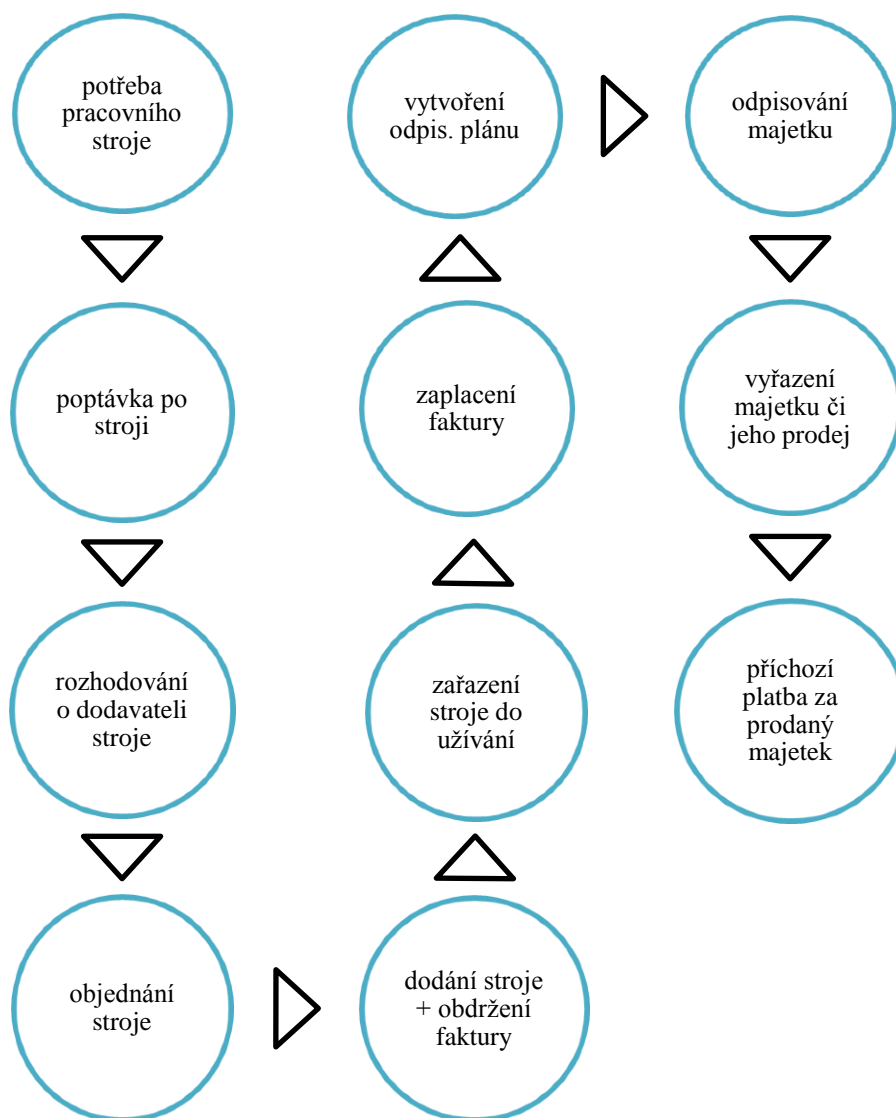 potřeba
pracovního
stroje
poptávka po
stroji
rozhodování
o dodavateli
stroje
objednání
stroje
dodání stroje
+ obdržení
faktury
zařazení
stroje do
užívání
zaplacení
faktury
vytvoření
odpis. plánu
odpisování
majetku
vyřazení
majetku či
jeho prodej
příchozí
platba za
prodaný
majetek